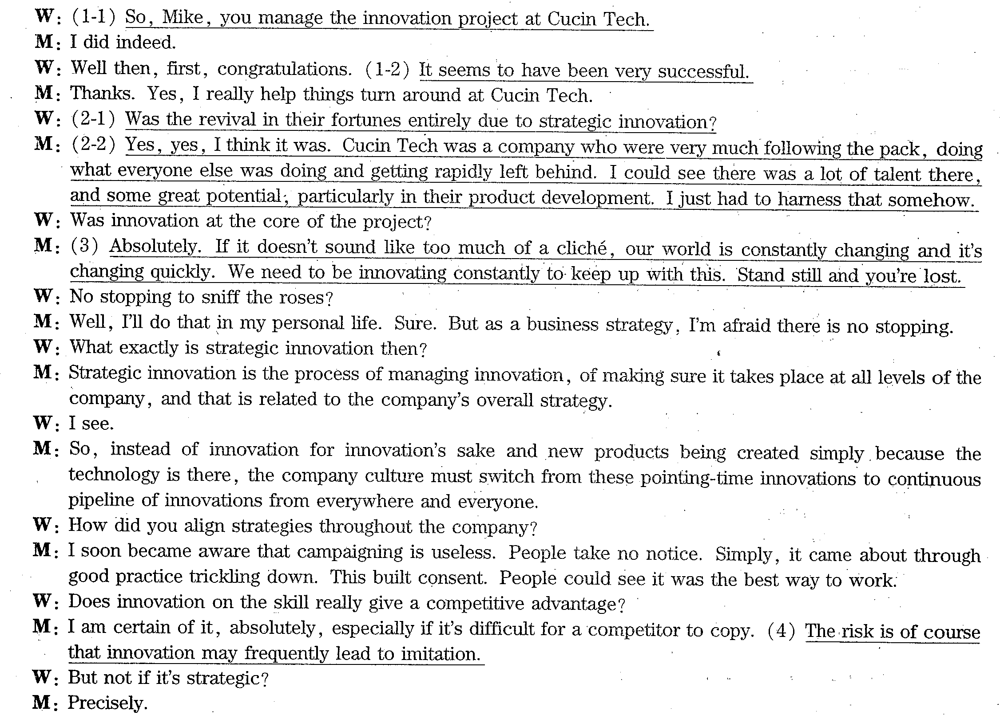 W: (1-1) So, Mike, you manage the innovation project at Cucin Tech.
M: I did indeed.
W: Well then, first, congratulations. (1-2) It seems to have been very successful.
M: Thanks. Yes, I really help things turn around at Cucin Tech.
W: (2-1) Was the revival in their fortunes entirely due to strategic innovation?
M: (2-2) Yes, yes, I think it was. Cucin Tech was a company who were very much following the pack, doing
what everyone else was doing and getting rapidly left behind. I could see there was a lot of talent there,
and some great potential; particularly in their product development. I just had to harness that somehow.
W: Was innovation at the core of the project?
M: (3) Absolutely. If it doesn't sound like too much of a cliché, our world is constantly changing and it's
changing quickly. We need to be innovating constantly to keep up with this. Stand still and you're lost.
W: No stopping to sniff the roses?
M: Well, I'll do that in my personal life. Sure. But as a business strategy, I'm afraid there is no stopping.
W: What exactly is strategic innovation then?
M: Strategic innovation is the process of managing innovation, of making sure it takes place at all levels of the
company, and that is related to the company's overall strategy.
W: I see.
M: So, instead of innovation for innovation's sake and new products being created simply because the
technology is there, the company culture must switch from these pointing-time innovations to continuous
pipeline of innovations from everywhere and everyone.
W: How did you align strategies throughout the company?
M: I soon became aware that campaigning is useless. People take no notice. Simply, it came about through
good practice trickling down. This built consent. People could see it was the best way to work.
W: Does innovation on the skill really give a competitive advantage?
M: I am certain of it, absolutely, especially if it's difficult for a competitor to copy. (4) The risk is of course
that innovation may frequently lead to imitation.
W: But not if it's strategic?
M: Precisely.